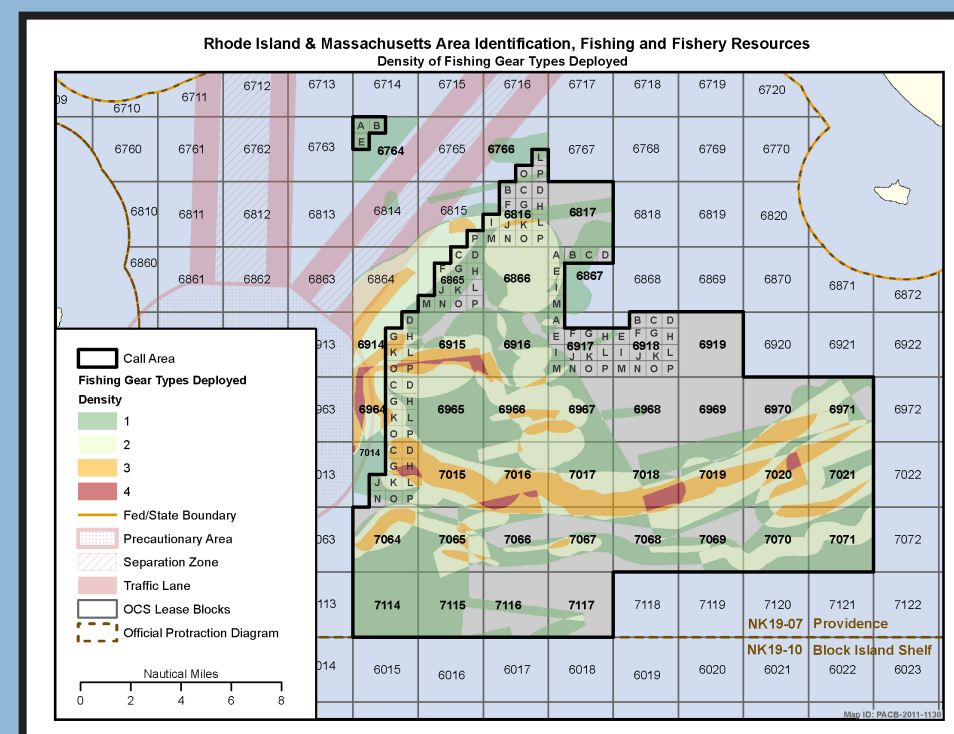 Rhode Island & Massachusetts Area Identification, Fishing and Fishery Resources
Density of Fishing Gear Types Deployed
09 6710 6711 6712 6713 6714 6715 6716 6717 6718 6719 6720
A B
E
6760 6761 6762 6763 6764 6765 6766 6767 6768 6769 6770
L
O P
B C D
F G H
6810 6811 6812 6813 6814 6815 6816 6817 6818 6819 6820
I J K L
P M N O P
6860 6861 6862 6863 6864 6865 6866 6867 6868 6869 6870 6871 6872
C D A B C D
F G H E
J K L I
M N O P M
D A B C D
G H E F G H E F G H
913 6914 6915 6916 6917 6918 6919 6920 6921 6922
K L I J K L I J K L
O P M N O P M N O P
C D
G H
963 6964 6965 6966 6967 6968 6969 6970 6971 6972
K L
O P
7014 C D
G H
013 7015 7016 7017 7018 7019 7020 7021 7022
J K L
N O P
063 7064 7065 7066 7067 7068 7069 7070 7071 7072
113 7114 7115 7116 7117 7118 7119 7120 7121 7122
NK19-07 Providence
NK19-10 Block Island Shelf
014 6015 6016 6017 6018 6019 6020 6021 6022 6023
Call Area
Fishing Gear Types Deployed
Density
1
2
3
4
Fed/State Boundary
Precautionary Area
Separation Zone
Traffic Lane
OCS Lease Blocks
Official Protraction Diagram
Nautical Miles
0 2 4 6 8
Map ID: PACB-2011-1130